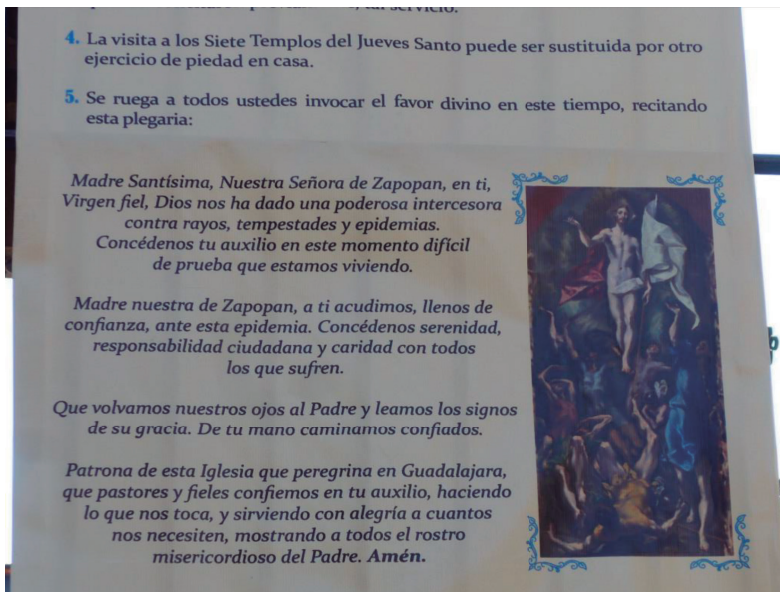 4. La visita a los Siete Templos del Jueves Santo puede ser sustituida por otro
ejercicio de piedad en casa.
5. Se ruega a todos ustedes invocar el favor divino en este tiempo, recitando
esta plegaria:
Madre Santísima, Nuestra Señora de Zapopan, en ti,
Virgen fiel, Dios nos ha dado una poderosa intercesora
contra rayos, tempestades y epidemias.
Concédenos tu auxilio en este momento difícil
de prueba que estamos viviendo.
Madre nuestra de Zapopan, a ti acudimos, llenos de
confianza, ante esta epidemia. Concédenos serenidad,
responsabilidad ciudadana y caridad con todos
los que sufren.
Que volvamos nuestros ojos al Padre y leamos los signos
de su gracia. De tu mano caminamos confiados.
Patrona de esta Iglesia que peregrina en Guadalajara,
que pastores y fieles confiemos en tu auxilio, haciendo
lo que nos toca, y sirviendo con alegría a cuantos
nos necesiten, mostrando a todos el rostro
misericordioso del Padre. Amén.